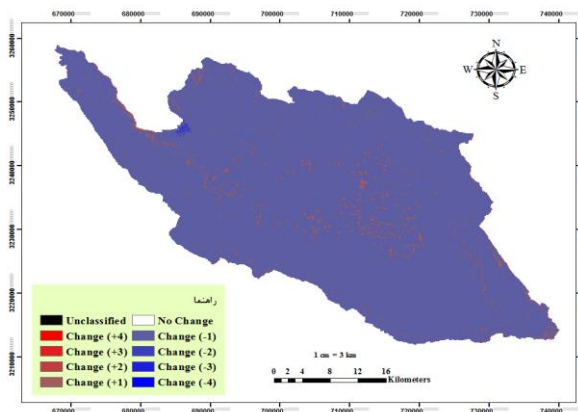 670000 680000 690000 700000 710000 720000 730000 740000
3260000
3250000
3240000
3230000
3220000
3210000
N
W E
S
راهنما
Unclassified No Change
Change (+4) Change (-1)
Change (+3) Change (-2)
Change (+2) Change (-3)
Change (+1) Change (-4)
1 cm = 3 km
0 2 4 8 12 16
Kilometers
670000 680000 690000 700000 710000 720000 730000 740000